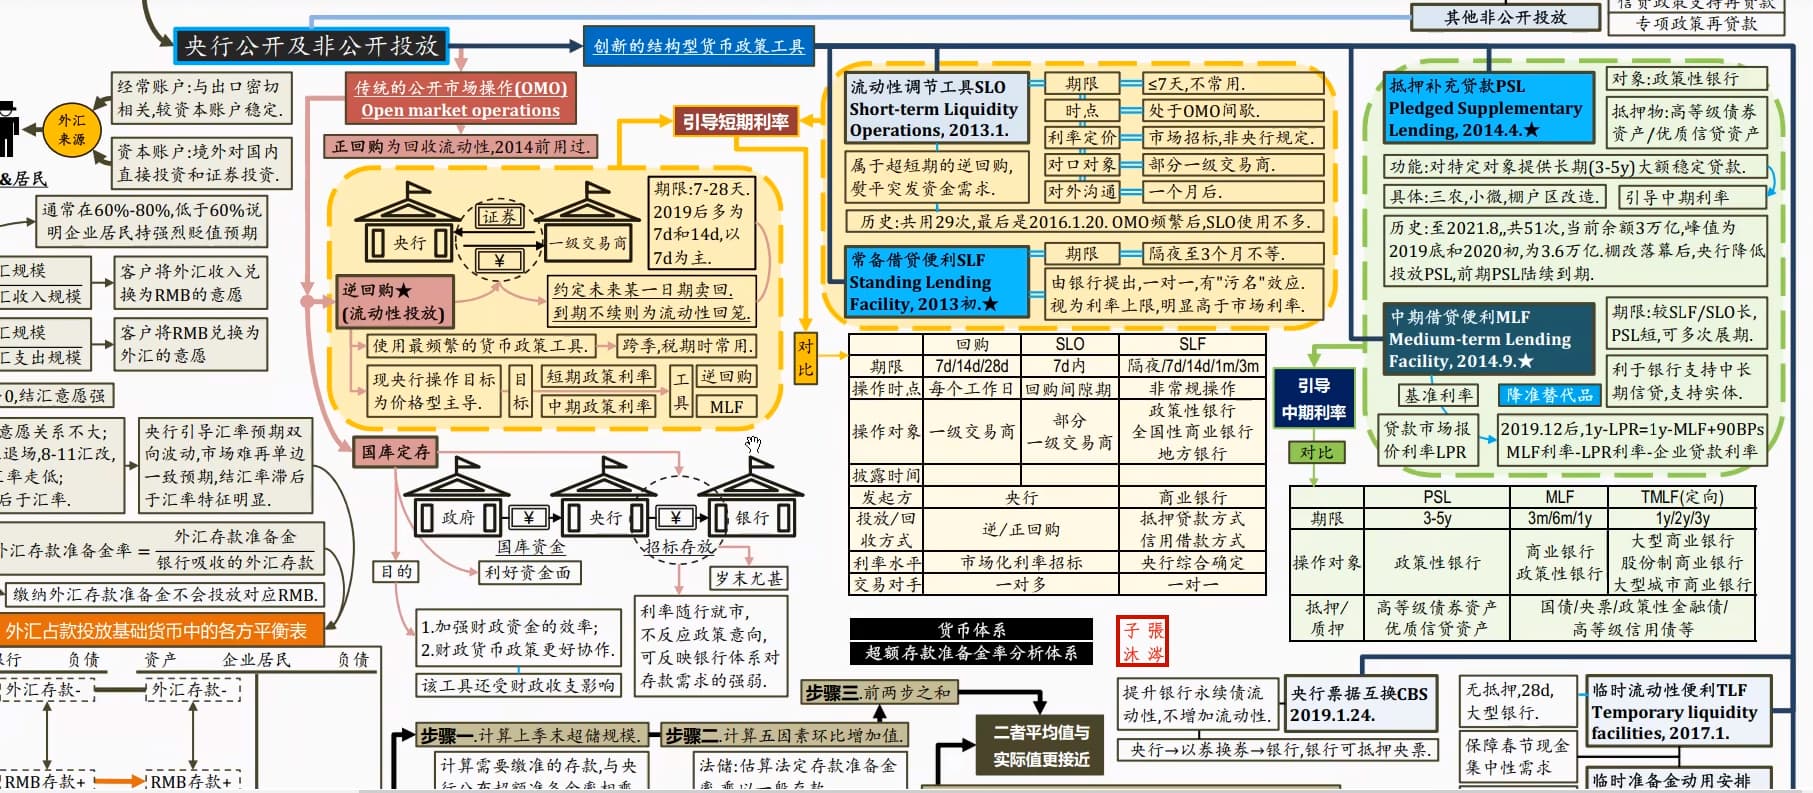 其他非公开投放
信贷政策支持再贷款
专项政策再贷款
央行公开及非公开投放
创新的结构型货币政策工具
经常账户:与出口密切
相关,较资本账户稳定.
外汇
来源
资本账户:境外对国内
直接投资和证券投资.
&居民
通常在60%-80%,低于60%说
明企业居民持强烈贬值预期
汇规模
汇收入规模
客户将外汇收入兑
换为RMB的意愿
汇规模
汇支出规模
客户将RMB兑换为
外汇的意愿
0,结汇意愿强
意愿关系不大;
退场,8-11汇改,
率走低;
后于汇率.
央行引导汇率预期双
向波动,市场难再单边
一致预期,结汇率滞后
于汇率特征明显.
外汇存款准备金率=
外汇存款准备金
银行吸收的外汇存款
缴纳外汇存款准备金不会投放对应RMB.
外汇占款投放基础货币中的各方平衡表
行 负债 资产 企业居民 负债
外汇存款- 外汇存款-
RMB存款+ RMB存款+
传统的公开市场操作(OMO)
Open market operations
正回购为回收流动性,2014前用过.
引导短期利率
证券
央行
¥
一级交易商
期限:7-28天.
2019后多为
7d和14d,以
7d为主.
逆回购★
(流动性投放)
约定未来某一日期卖回.
到期不续则为流动性回笼.
使用最频繁的货币政策工具.
跨季,税期时常用.
现央行操作目标
为价格型主导.
目
标
短期政策利率
中期政策利率
工
具
逆回购
MLF
国库定存
政府
¥
央行
¥
银行
国库资金
招标存放
目的
利好资金面
岁末尤甚
1.加强财政资金的效率;
2.财政货币政策更好协作.
该工具还受财政收支影响
利率随行就市,
不反应政策意向,
可反映银行体系对
存款需求的强弱.
流动性调节工具SLO
Short-term Liquidity
Operations, 2013.1.
期限
≤7天,不常用.
时点
处于OMO间歇.
利率定价
市场招标,非央行规定.
对口对象
部分一级交易商.
对外沟通
一个月后.
属于超短期的逆回购,
熨平突发资金需求.
历史:共用29次,最后是2016.1.20. OMO频繁后,SLO使用不多.
常备借贷便利SLF
Standing Lending
Facility, 2013初.★
期限
隔夜至3个月不等.
由银行提出,一对一,有"污名"效应.
视为利率上限,明显高于市场利率.
对
比
回购 SLO SLF
期限 7d/14d/28d 7d内 隔夜/7d/14d/1m/3m
操作时点 每个工作日 回购间隙期 非常规操作
操作对象 一级交易商
部分
一级交易商
政策性银行
全国性商业银行
地方银行
披露时间
发起方 央行 商业银行
投放/回
收方式
逆/正回购
抵押贷款方式
信用借款方式
利率水平 市场化利率招标 央行综合确定
交易对手 一对多 一对一
货币体系
超额存款准备金率分析体系
子 張
沐 涔
抵押补充贷款PSL
Pledged Supplementary
Lending, 2014.4.★
对象:政策性银行
抵押物:高等级债券
资产/优质信贷资产
功能:对特定对象提供长期(3-5y)大额稳定贷款.
具体:三农,小微,棚户区改造.
引导中期利率
历史:至2021.8,,共51次,当前余额3万亿,峰值为
2019底和2020初,为3.6万亿.棚改落幕后,央行降低
投放PSL,前期PSL陆续到期.
中期借贷便利MLF
Medium-term Lending
Facility, 2014.9.★
期限:较SLF/SLO长,
PSL短,可多次展期.
利于银行支持中长
期信贷,支持实体.
引导
中期利率
基准利率
降准替代品
贷款市场报
价利率LPR
2019.12后,1y-LPR=1y-MLF+90BPs
MLF利率-LPR利率-企业贷款利率
对比
PSL MLF TMLF(定向)
期限 3-5y 3m/6m/1y 1y/2y/3y
操作对象 政策性银行
商业银行
政策性银行
大型商业银行
股份制商业银行
大型城市商业银行
抵押/
质押
高等级债券资产
优质信贷资产
国债/央票/政策性金融债/
高等级信用债等
步骤三.前两步之和
步骤一.计算上季末超储规模.
步骤二.计算五因素环比增加值.
计算需要缴准的存款,与央
法储:估算法定存款准备金
二者平均值与
实际值更接近
提升银行永续债流
动性,不增加流动性.
央行票据互换CBS
2019.1.24.
央行→以券换券→银行,银行可抵押央票.
无抵押,28d,
大型银行.
临时流动性便利TLF
Temporary liquidity
facilities, 2017.1.
保障春节现金
集中性需求
临时准备金动用安排